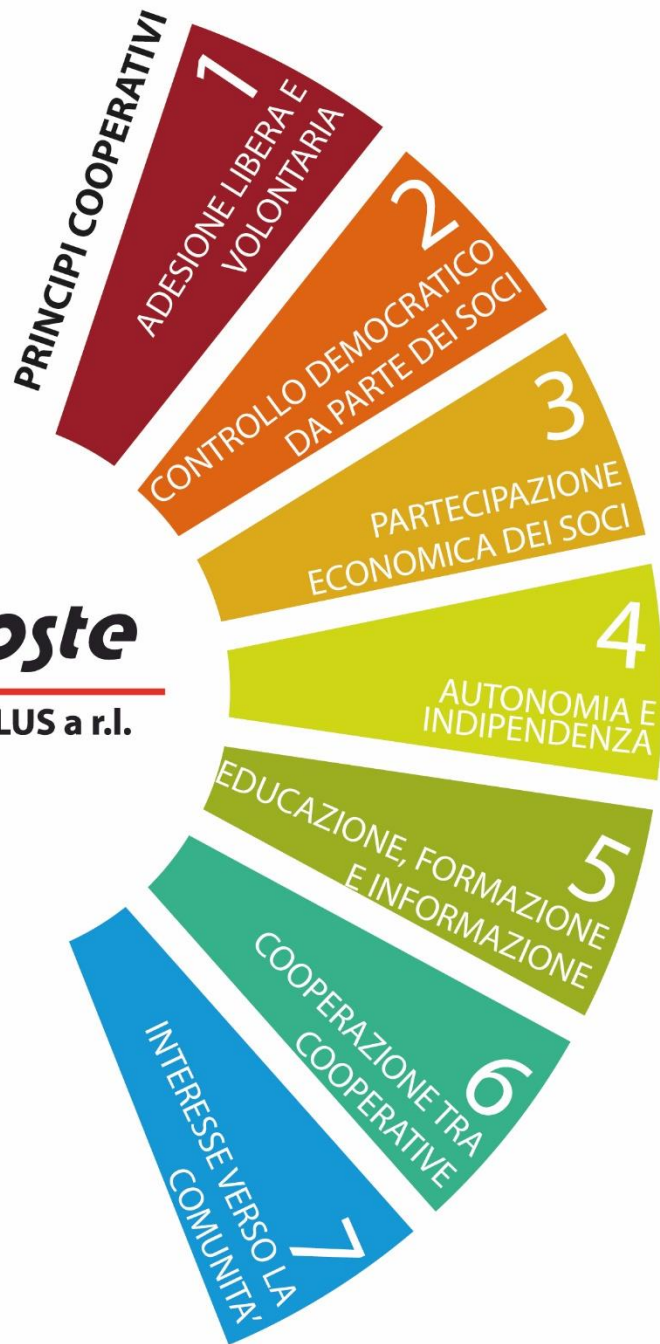 PRINCIPI COOPERATIVI
1
ADESIONE LIBERA E
VOLONTARIA
2
CONTROLLO DEMOCRATICO
DA PARTE DEI SOCI
3
PARTECIPAZIONE
ECONOMICA DEI SOCI
4
AUTONOMIA E
INDIPENDENZA
5
EDUCAZIONE, FORMAZIONE
E INFORMAZIONE
6
COOPERAZIONE TRA
COOPERATIVE
7
INTERESSE VERSO LA
COMUNITA'
oste
LUS a r.l.